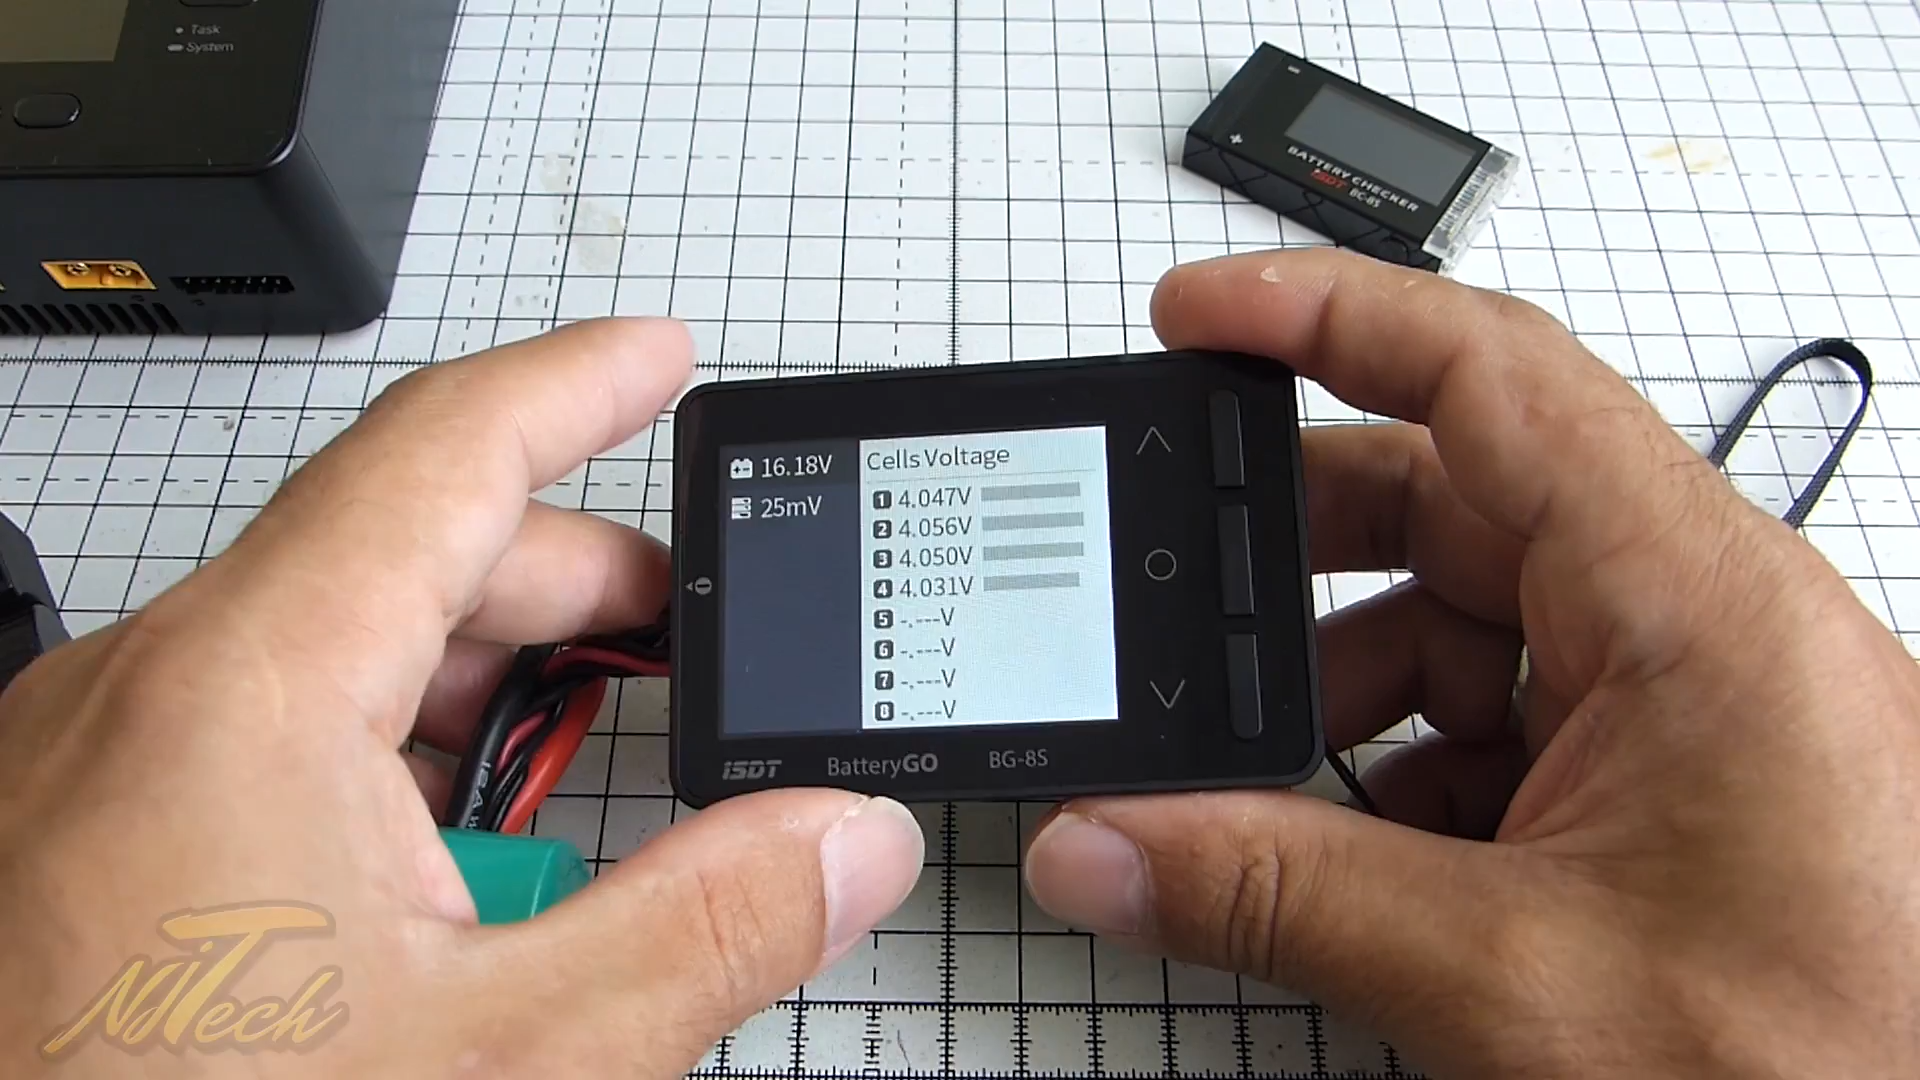 Task
System
BATTERY CHECKER
ISDT BC-8S
16.18V
25mV
Cells Voltage
1 4.047V
2 4.056V
3 4.050V
4 4.031V
5 -.---V
6 -.---V
7 -.---V
8 -.---V
ISDT BatteryGO BG-8S
NJTech